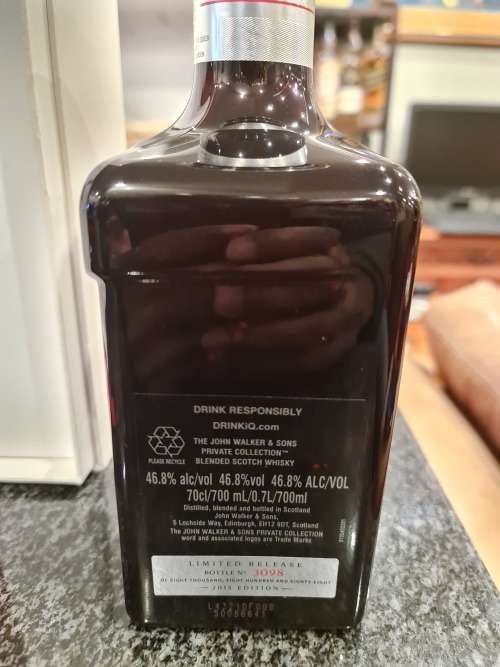 DRINK RESPONSIBLY
DRINKiQ.com
PLEASE RECYCLE
THE JOHN WALKER & SONS
PRIVATE COLLECTION™
BLENDED SCOTCH WHISKY
46.8% alc/vol 46.8%vol 46.8% ALC/VOL
70cl/700 mL/0.7L/700ml
Distilled, blended and bottled in Scotland
John Walker & Sons,
5 Lochside Way, Edinburgh, EH12 9DT, Scotland
The JOHN WALKER & SONS PRIVATE COLLECTION
word and associated logos are Trade Marks
LIMITED RELEASE
BOTTLE Nº 3098
OF EIGHT THOUSAND, EIGHT HUNDRED AND EIGHTY-EIGHT
2015 EDITION